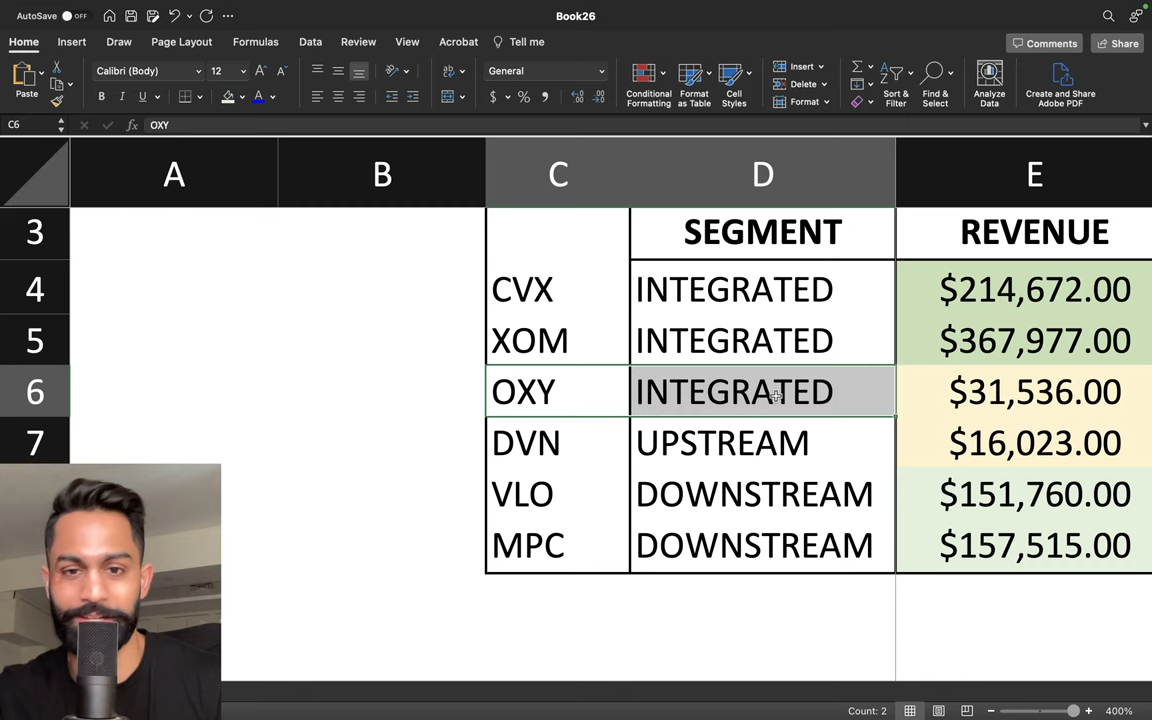 AutoSave OFF Book26
Home Insert Draw Page Layout Formulas Data Review View Acrobat Tell me Comments Share
Paste Calibri (Body) 12 A A General Conditional Formatting Format as Table Cell Styles Insert Delete Format Sort & Filter Find & Select Analyze Data Create and Share Adobe PDF
B I U A $ % ,
C6 fx OXY
A B C D E
3 SEGMENT REVENUE
4 CVX INTEGRATED $214,672.00
5 XOM INTEGRATED $367,977.00
6 OXY INTEGRATED $31,536.00
7 DVN UPSTREAM $16,023.00
VLO DOWNSTREAM $151,760.00
MPC DOWNSTREAM $157,515.00
Count: 2 400%